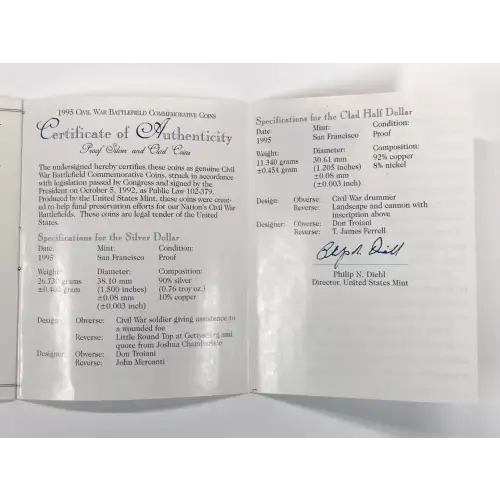 1995 CIVIL WAR BATTLEFIELD COMMEMORATIVE COINS
Certificate of Authenticity
Proof Silver and Clad Coin
The undersigned hereby certifies these coins as genuine Civil
War Battlefield Commemorative Coins, struck in accordance
with legislation passed by Congress and signed by the
President on October 5, 1992, as Public Law 102-379.
Produced by the United States Mint, these coins were creat-
ed to help fund preservation efforts for our Nation's Civil War
Battlefields. These coins are legal tender of the United
States.
Specifications for the Silver Dollar
Date Mint: Condition:
1995 San Francisco Proof
Weight: Diameter: Composition:
26.730 grams 38.10 mm 90% silver
±0.400 gram (1.500 inches) (0.76 troy oz.)
±0.08 mm 10% copper
(±0.003 inch)
Design: Obverse: Civil War soldier giving assistance to
a wounded foe
Reverse: Little Round Top at Gettysburg and
quote from Joshua Chamberlain
Designer: Obverse: Don Troiani
Reverse: John Mercanti
Specifications for the Clad Half Dollar
Date Mint: Condition:
1995 San Francisco Proof
Weight: Diameter: Composition:
11.340 grams 30.61 mm 92% copper
±0.454 gram (1.205 inches) 8% nickel
±0.08 mm
(±0.003 inch)
Design: Obverse: Civil War drummer
Reverse: Landscape and cannon with
inscription above
Designer: Obverse: Don Troiani
Reverse: T. James Ferrell
Philip N. Diehl
Philip N. Diehl
Director, United States Mint